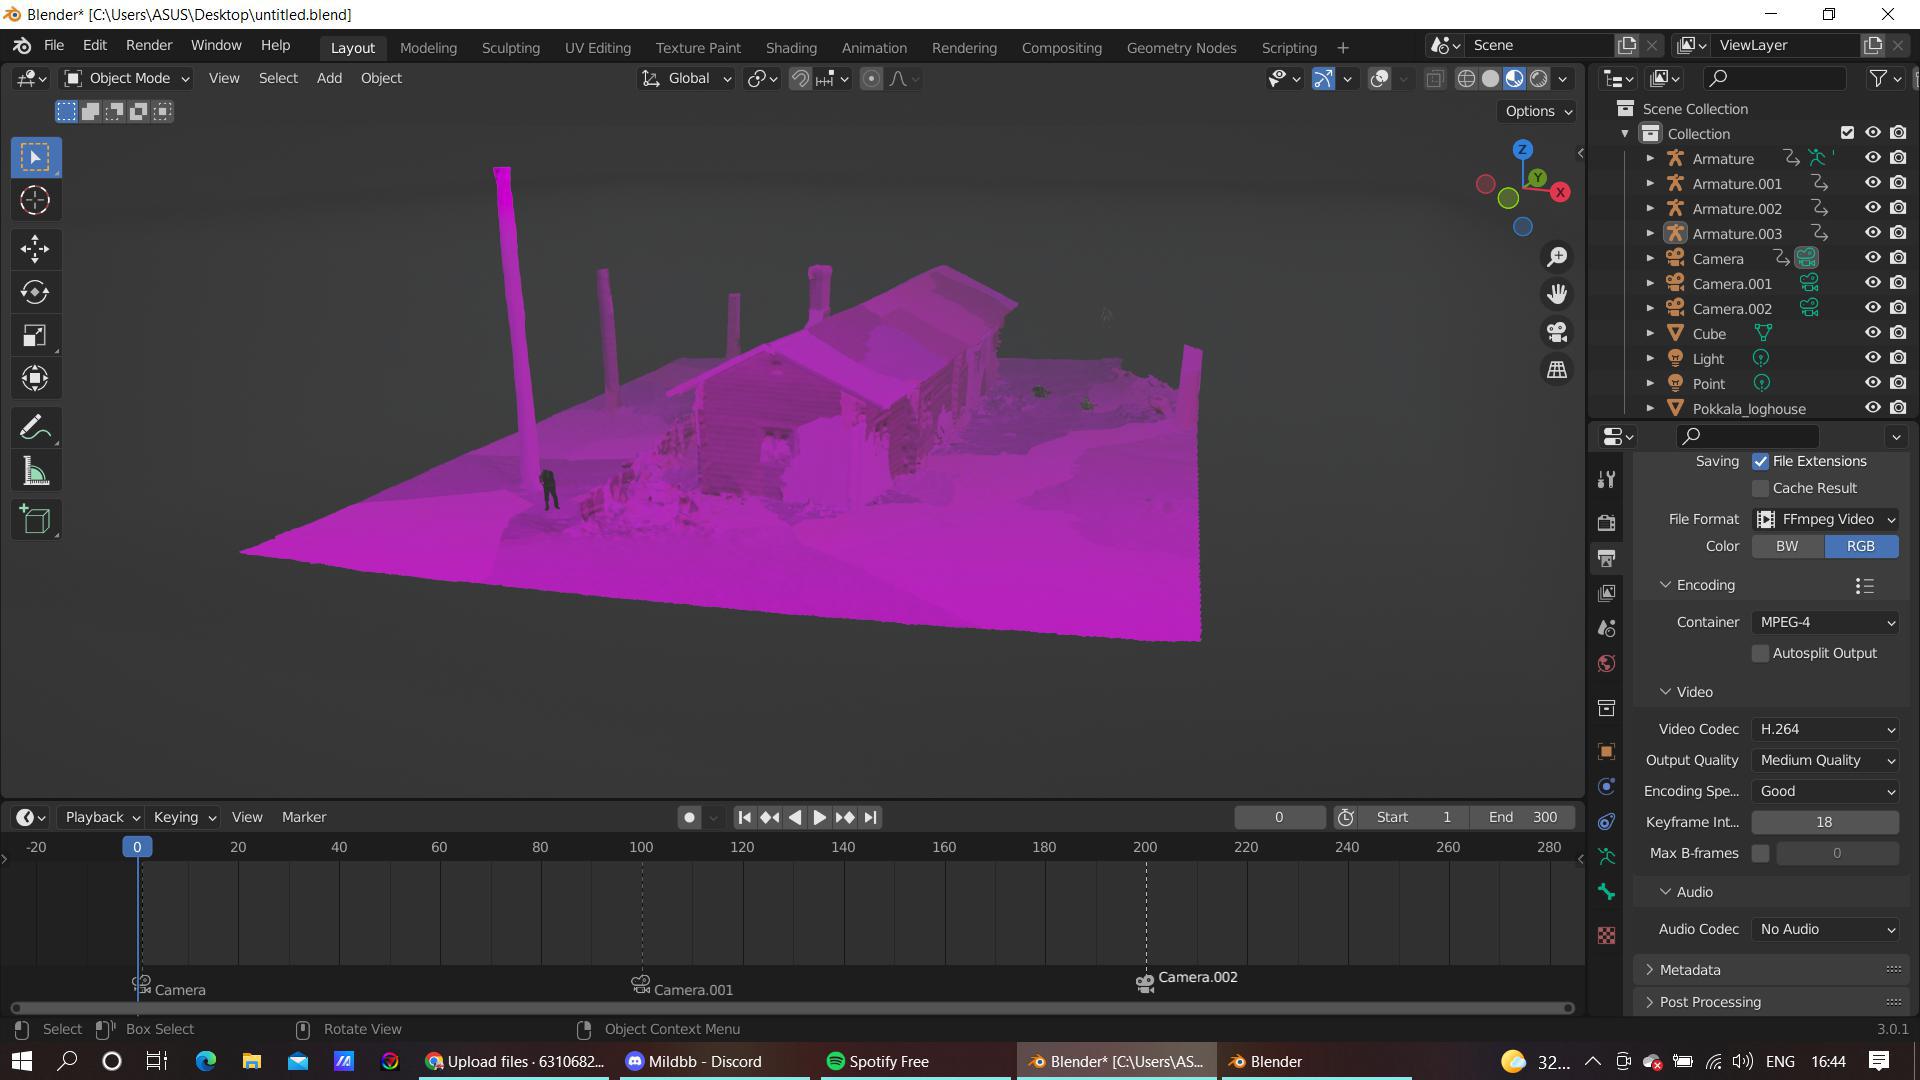 Blender* [C:\Users\ASUS\Desktop\untitled.blend]
File Edit Render Window Help Layout Modeling Sculpting UV Editing Texture Paint Shading Animation Rendering Compositing Geometry Nodes Scripting + Scene ViewLayer
Object Mode View Select Add Object Global
Options
Z
Y
X
Scene Collection
Collection
Armature
Armature.001
Armature.002
Armature.003
Camera
Camera.001
Camera.002
Cube
Light
Point
Pokkala_loghouse
Saving File Extensions
Cache Result
File Format FFmpeg Video
Color BW RGB
Encoding
Container MPEG-4
Autosplit Output
Video
Video Codec H.264
Output Quality Medium Quality
Encoding Spe... Good
Keyframe Int... 18
Max B-frames 0
Audio
Audio Codec No Audio
Metadata
Post Processing
Playback Keying View Marker 0 Start 1 End 300
-20 0 20 40 60 80 100 120 140 160 180 200 220 240 260 280
Camera Camera.001 Camera.002
Select Box Select Rotate View Object Context Menu 3.0.1
Upload files · 6310682... Mildbb - Discord Spotify Free Blender* [C:\Users\AS... Blender 32... ENG 16:44